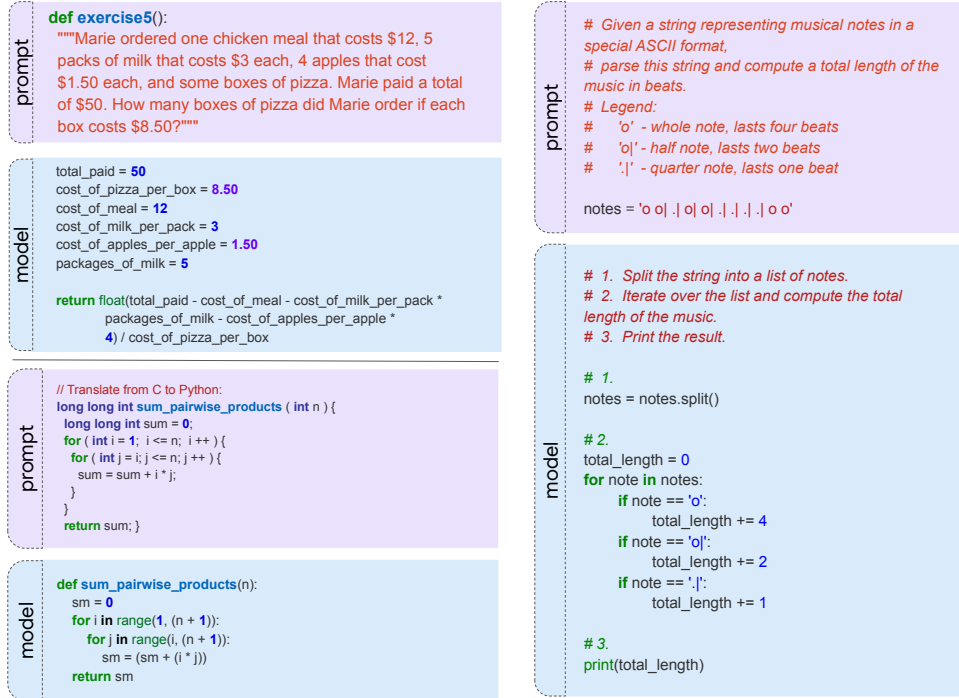 prompt
def exercise5():
"""Marie ordered one chicken meal that costs $12, 5
packs of milk that costs $3 each, 4 apples that cost
$1.50 each, and some boxes of pizza. Marie paid a total
of $50. How many boxes of pizza did Marie order if each
box costs $8.50?"""
model
total_paid = 50
cost_of_pizza_per_box = 8.50
cost_of_meal = 12
cost_of_milk_per_pack = 3
cost_of_apples_per_apple = 1.50
packages_of_milk = 5
return float(total_paid - cost_of_meal - cost_of_milk_per_pack *
packages_of_milk - cost_of_apples_per_apple *
4) / cost_of_pizza_per_box
prompt
// Translate from C to Python:
long long int sum_pairwise_products ( int n ) {
long long int sum = 0;
for ( int i = 1;  i <= n;  i ++ ) {
for ( int j = i; j <= n; j ++ ) {
sum = sum + i * j;
}
}
return sum; }
model
def sum_pairwise_products(n):
sm = 0
for i in range(1, (n + 1)):
for j in range(i, (n + 1)):
sm = (sm + (i * j))
return sm
prompt
# Given a string representing musical notes in a
special ASCII format,
# parse this string and compute a total length of the
music in beats.
# Legend:
# 'o' - whole note, lasts four beats
# 'o|' - half note, lasts two beats
# '.|' - quarter note, lasts one beat
notes = 'o o| .| o| o| .| .| .| .| o o'
model
# 1. Split the string into a list of notes.
# 2. Iterate over the list and compute the total
length of the music.
# 3. Print the result.
# 1.
notes = notes.split()
# 2.
total_length = 0
for note in notes:
if note == 'o':
total_length += 4
if note == 'o|':
total_length += 2
if note == '.|':
total_length += 1
# 3.
print(total_length)